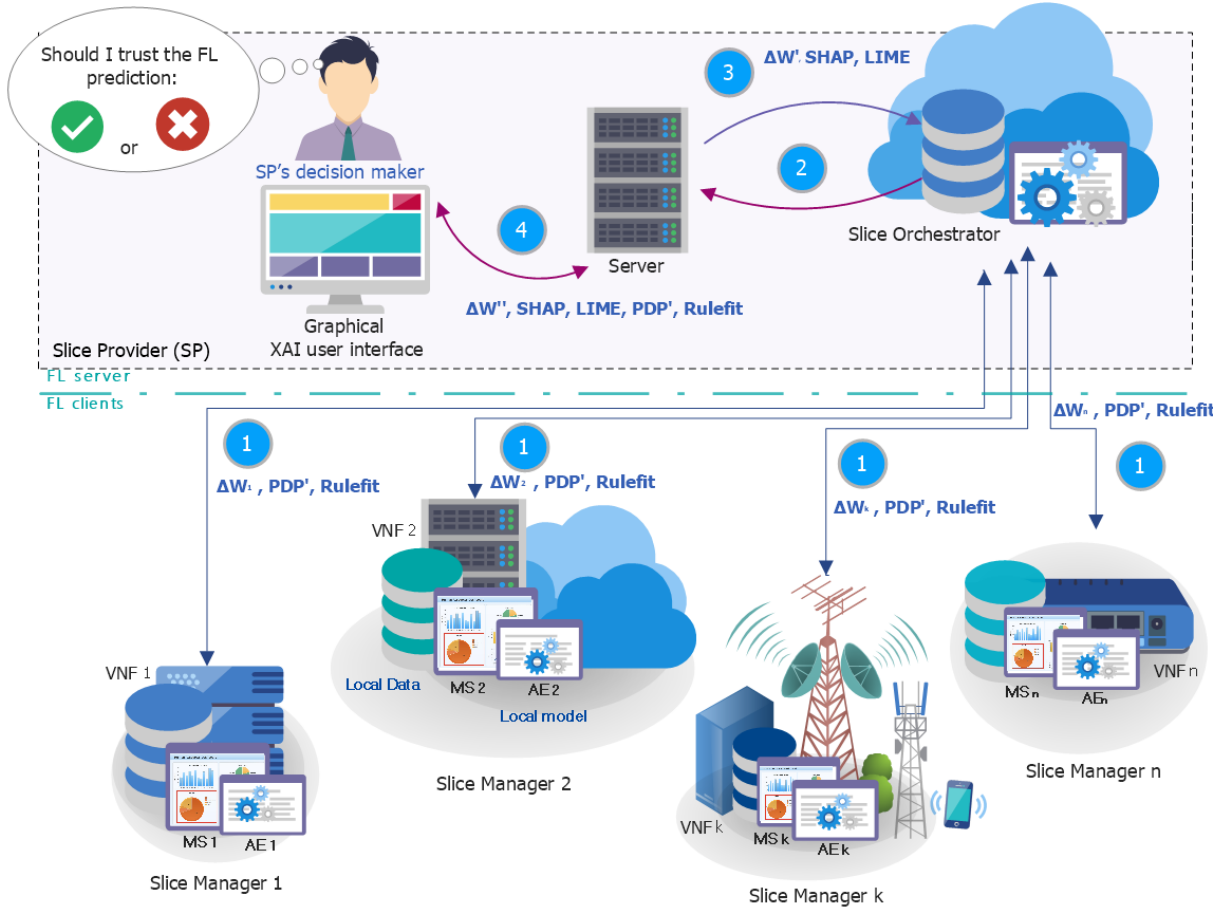 Should I trust the FL
prediction:
or
SP's decision maker
3
ΔW' SHAP, LIME
2
4
Server
Slice Orchestrator
ΔW'', SHAP, LIME, PDP', Rulefit
Graphical
XAI user interface
Slice Provider (SP)
FL server
FL clients
1
ΔW₁ , PDP', Rulefit
1
ΔW₂ , PDP', Rulefit
1
ΔWₖ , PDP', Rulefit
ΔWₙ , PDP', Rulefit
1
VNF 1
MS 1
AE 1
Slice Manager 1
VNF 2
Local Data
MS 2
AE 2
Local model
Slice Manager 2
VNF k
MS k
AE k
Slice Manager k
VNF n
MS n
AE n
Slice Manager n